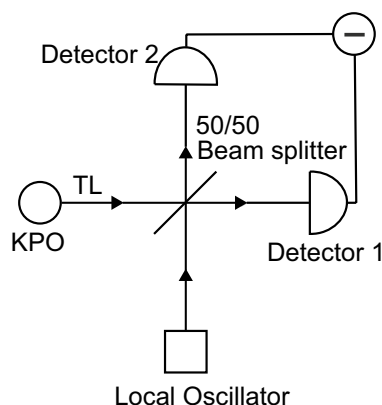 Detector 2
50/50
Beam splitter
TL
KPO
Detector 1
Local Oscillator